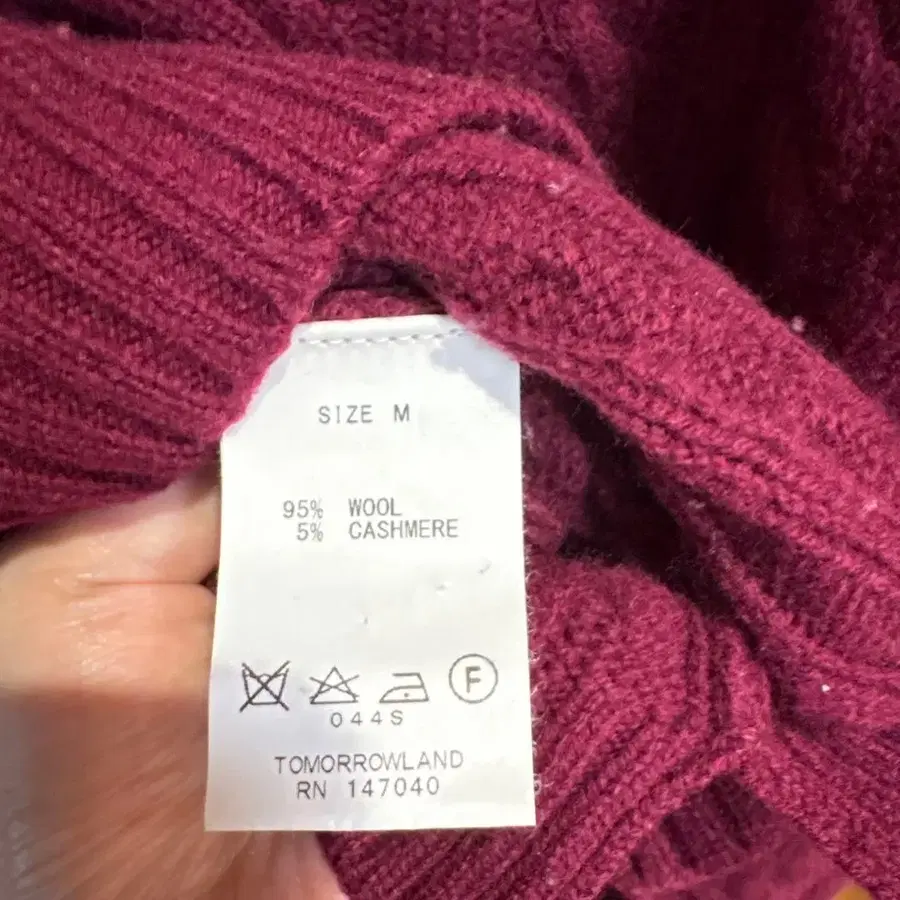 SIZE M
95% WOOL
5% CASHMERE
F
044S
TOMORROWLAND
RN 147040